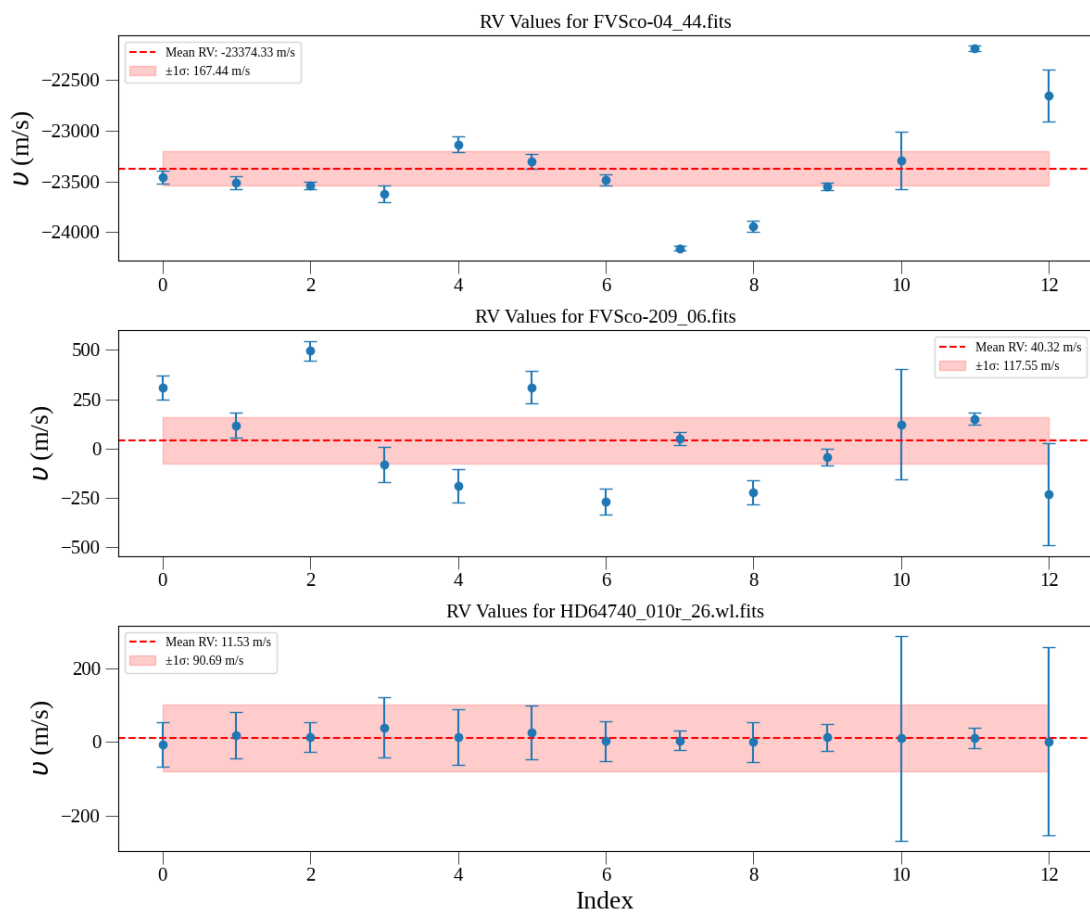 RV Values for FVSco-04_44.fits
Mean RV: -23374.33 m/s
±1σ: 167.44 m/s
−22500
−23000
−23500
−24000
υ (m/s)
0 2 4 6 8 10 12
RV Values for FVSco-209_06.fits
Mean RV: 40.32 m/s
±1σ: 117.55 m/s
500
250
0
−250
−500
υ (m/s)
0 2 4 6 8 10 12
RV Values for HD64740_010r_26.wl.fits
Mean RV: 11.53 m/s
±1σ: 90.69 m/s
200
0
−200
υ (m/s)
0 2 4 6 8 10 12
Index